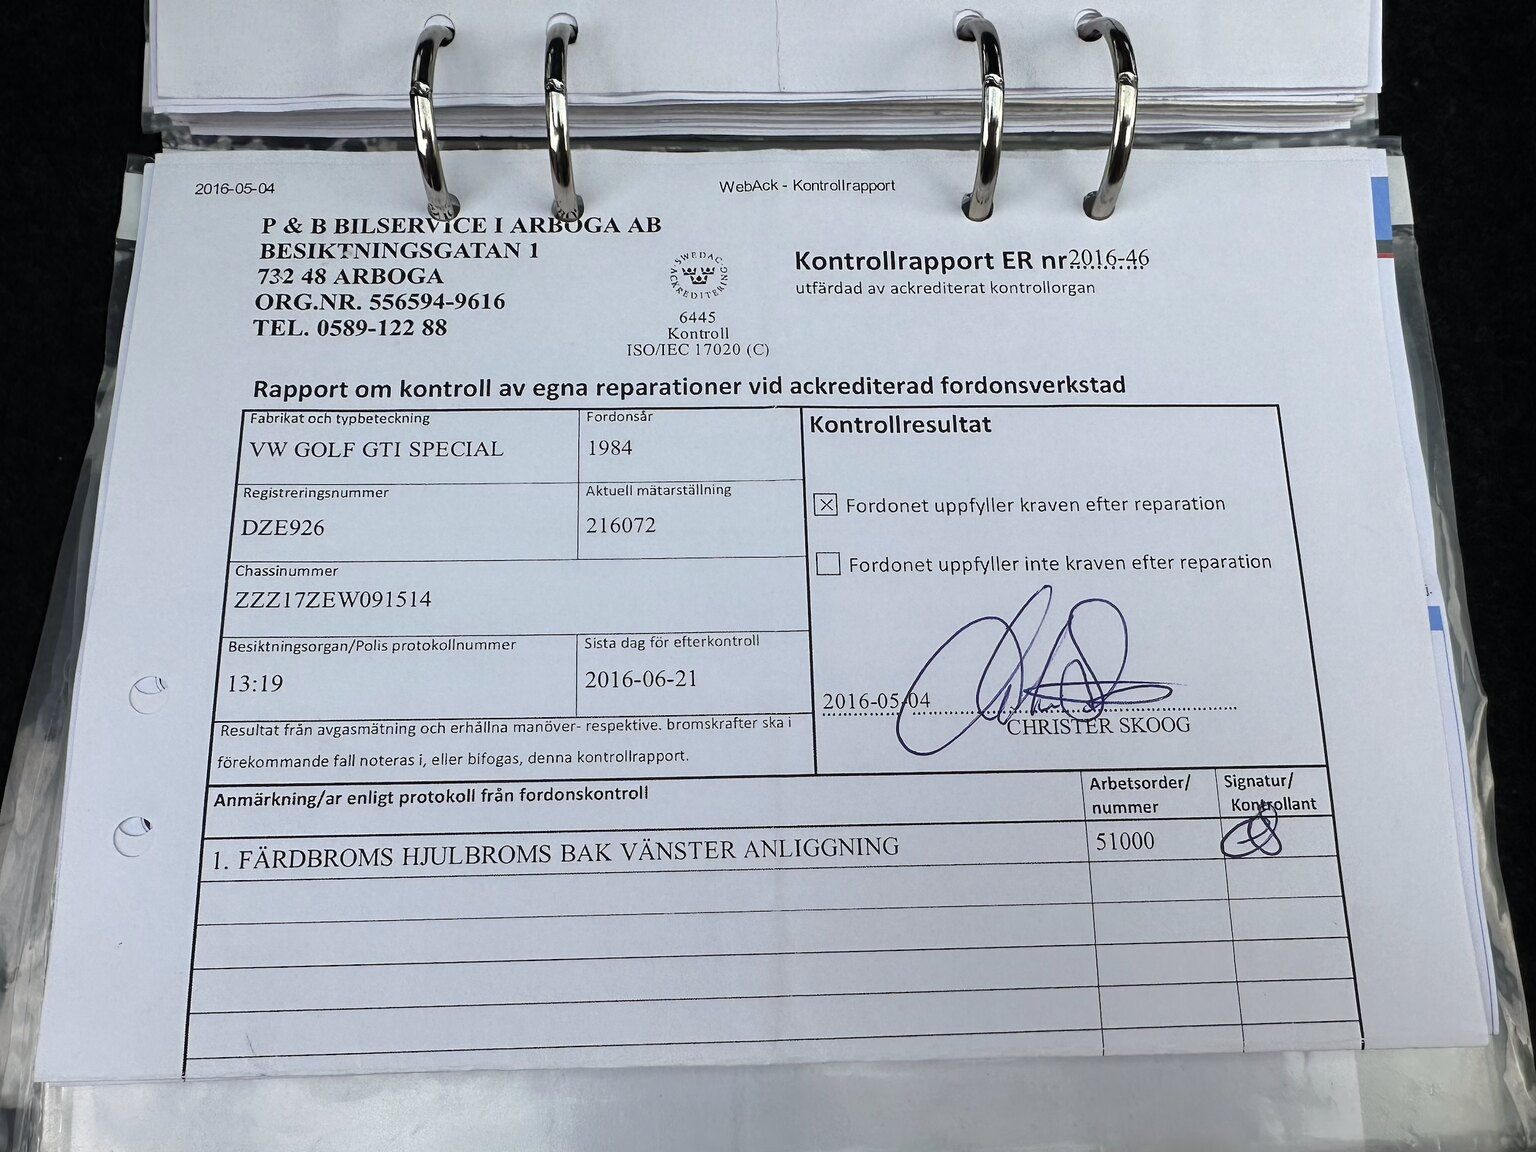 2016-05-04
WebAck - Kontrollrapport
P & B BILSERVICE I ARBOGA AB
BESIKTNINGSGATAN 1
732 48 ARBOGA
ORG.NR. 556594-9616
TEL. 0589-122 88
SWEDAC ACKREDITERING
6445
Kontroll
ISO/IEC 17020 (C)
Kontrollrapport ER nr 2016-46
utfärdad av ackrediterat kontrollorgan
Rapport om kontroll av egna reparationer vid ackrediterad fordonsverkstad
Fabrikat och typbeteckning
VW GOLF GTI SPECIAL
Fordonsår
1984
Registreringsnummer
DZE926
Aktuell mätarställning
216072
Chassinummer
ZZZ17ZEW091514
Besiktningsorgan/Polis protokollnummer
13:19
Sista dag för efterkontroll
2016-06-21
Resultat från avgasmätning och erhållna manöver- respektive. bromskrafter ska i
förekommande fall noteras i, eller bifogas, denna kontrollrapport.
Kontrollresultat
Fordonet uppfyller kraven efter reparation
Fordonet uppfyller inte kraven efter reparation
2016-05-04
CHRISTER SKOOG
Anmärkning/ar enligt protokoll från fordonskontroll
Arbetsorder/
nummer
Signatur/
Kontrollant
1. FÄRDBROMS HJULBROMS BAK VÄNSTER ANLIGGNING
51000